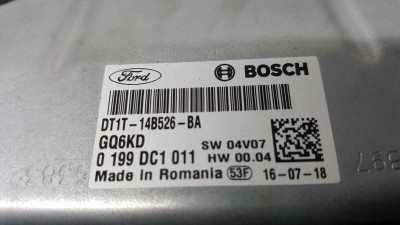 Ford BOSCH
DT1T-14B526-BA
GQ6KD SW 04V07
0 199 DC1 011 HW 00.04
Made in Romania 53F 16-07-18